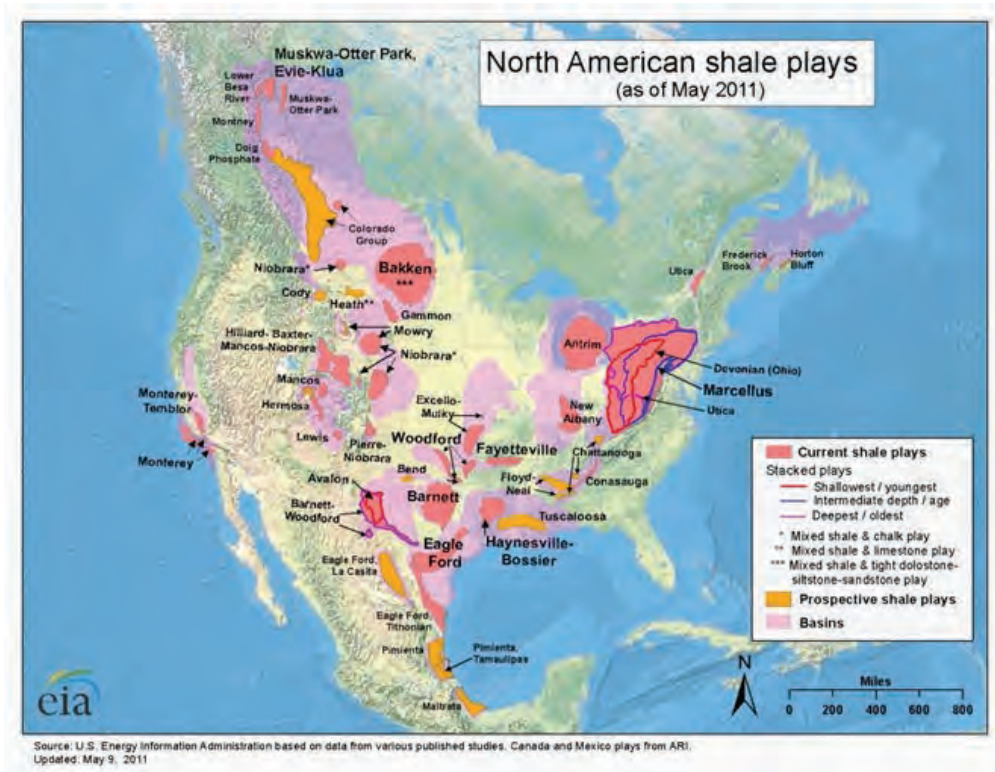 North American shale plays
(as of May 2011)
Muskwa-Otter Park,
Evie-Klua
Lower
Besa
River
Muskwa-
Otter Park
Montney
Doig
Phosphate
Colorado
Group
Niobrara*
Bakken
***
Cody
Heath**
Gammon
Mowry
Hilliard-Baxter-
Mancos-Niobrara
Niobrara*
Mancos
Hermosa
Lewis
Pierre-
Niobrara
Monterey-
Temblor
Monterey
Excello-
Mulky
Woodford
Fayetteville
Bend
Avalon
Barnett
Barnett-
Woodford
Eagle
Ford
Haynesville-
Bossier
Eagle Ford,
La Casita
Eagle Ford,
Tithonian
Pimienta
Pimienta,
Tamaulipas
Maltrata
Antrim
New
Albany
Chattanooga
Floyd-
Neal
Conasauga
Tuscaloosa
Utica
Frederick
Brook
Horton
Bluff
Devonian (Ohio)
Marcellus
Utica
Current shale plays
Stacked plays
Shallowest / youngest
Intermediate depth / age
Deepest / oldest
* Mixed shale & chalk play
** Mixed shale & limestone play
*** Mixed shale & tight dolostone-
siltstone-sandstone play
Prospective shale plays
Basins
N
Miles
0 200 400 600 800
eia
Source: U.S. Energy Information Administration based on data from various published studies. Canada and Mexico plays from ARI.
Updated: May 9, 2011